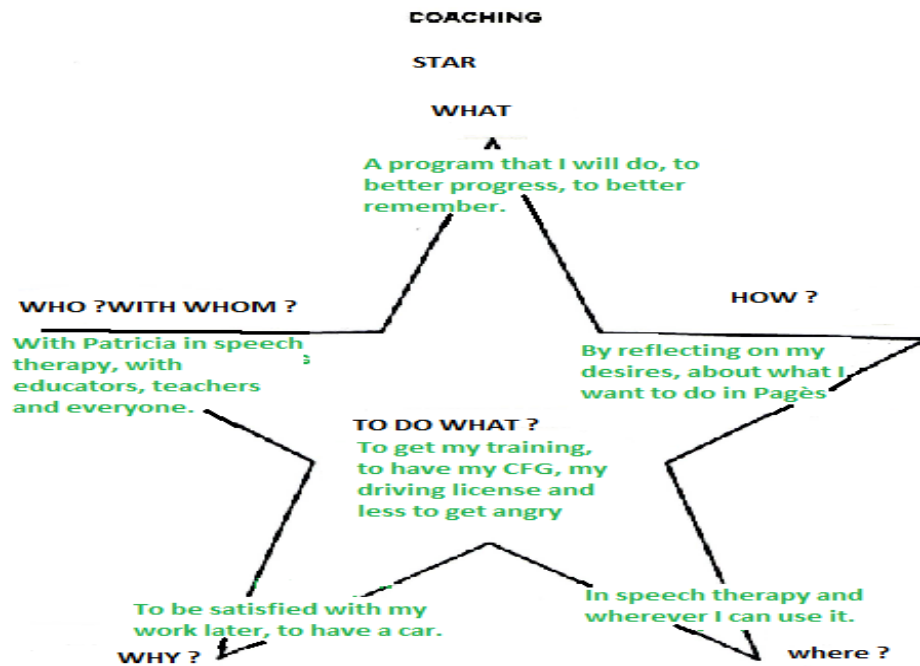 COACHING
STAR
WHAT
A program that I will do, to
better progress, to better
remember.
WHO ?WITH WHOM ?
With Patricia in speech
therapy, with
educators, teachers
and everyone.
HOW ?
By reflecting on my
desires, about what I
want to do in Pagès
TO DO WHAT ?
To get my training,
to have my CFG, my
driving license and
less to get angry
To be satisfied with my
work later, to have a car.
WHY ?
In speech therapy and
wherever I can use it.
where ?